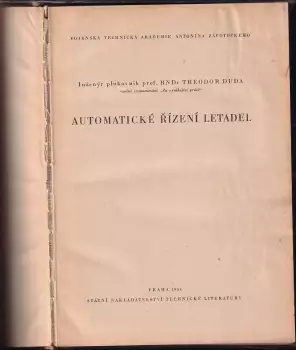 VOJENSKÁ TECHNICKÁ AKADEMIE ANTONÍNA ZÁPOTOCKÉHO
Inženýr plukovník prof. RNDr THEODOR DUDA
AUTOMATICKÉ ŘÍZENÍ LETADEL
PRAHA
STÁTNÍ NAKLADATELSTVÍ TECHNICKÉ LITERATURY